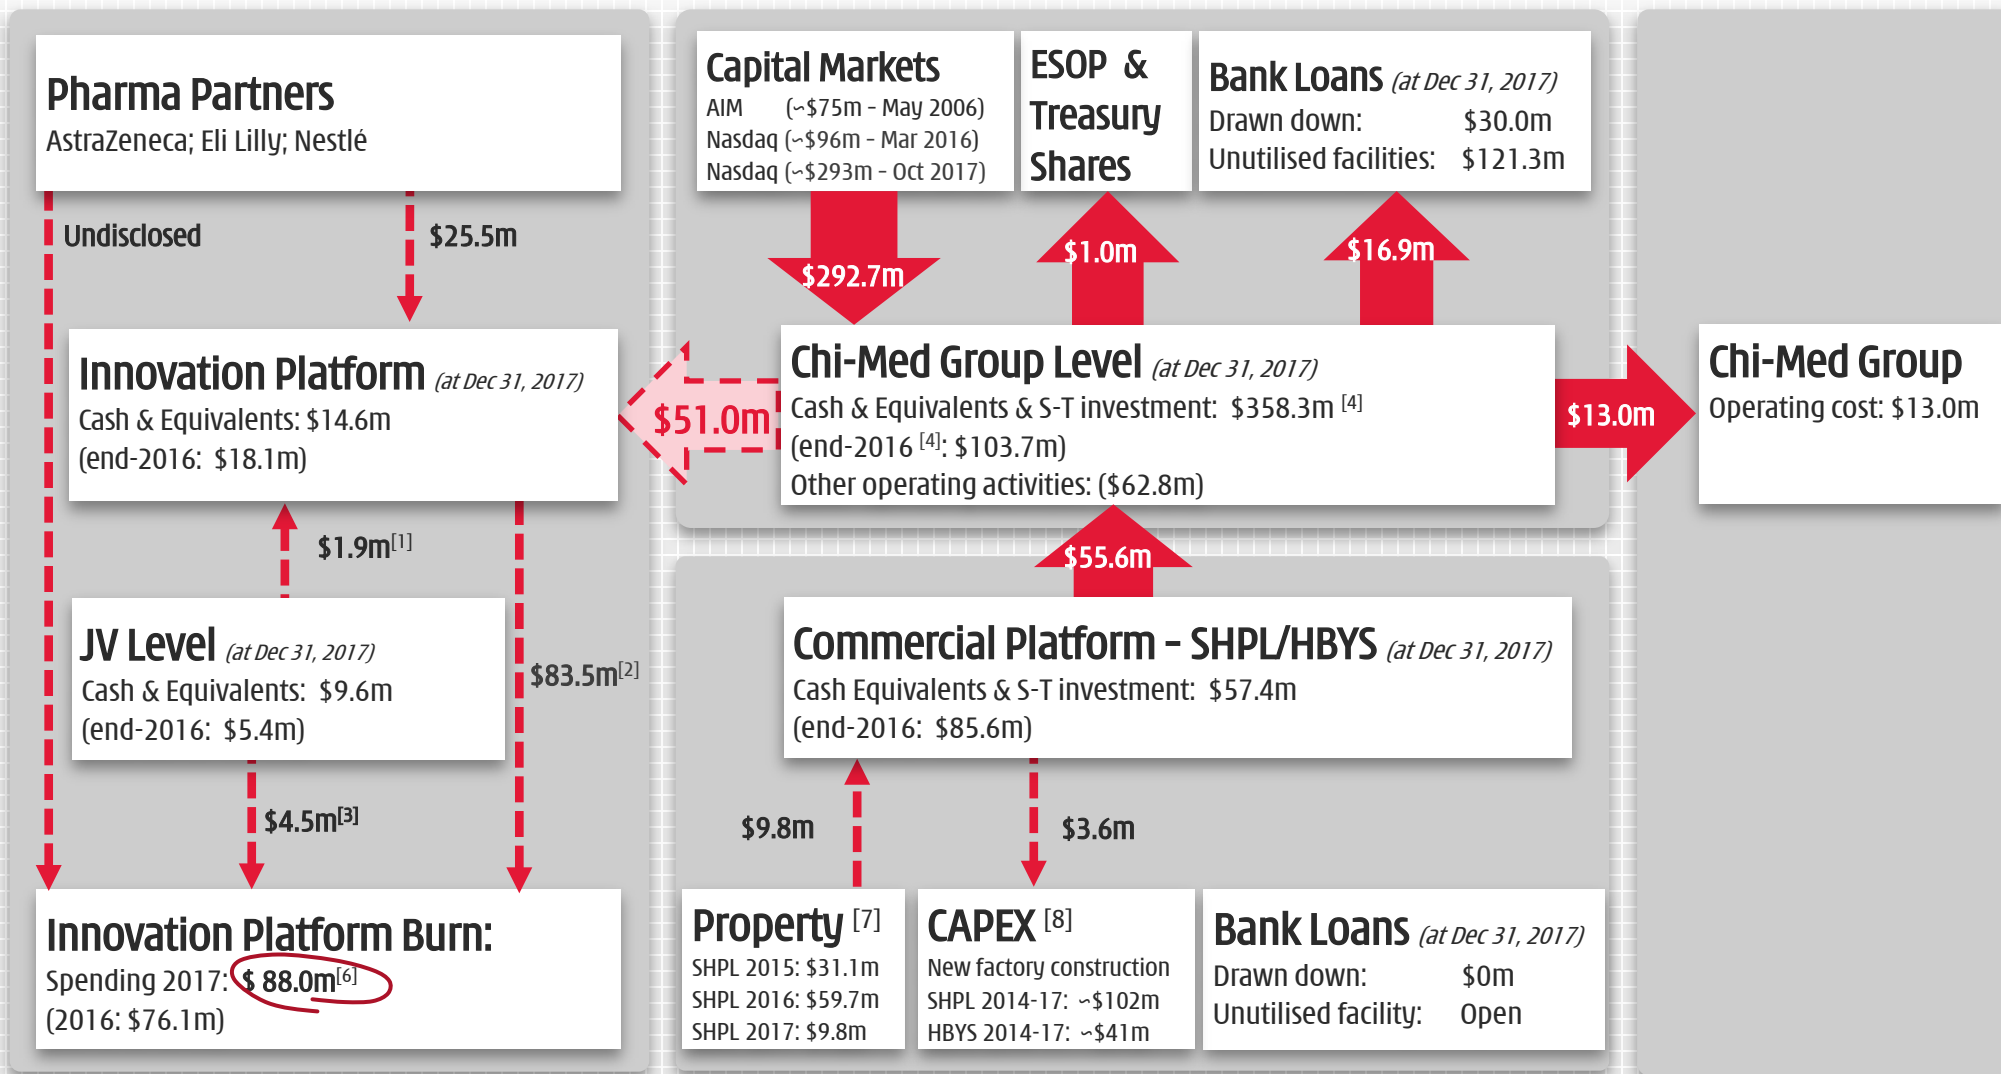 Pharma Partners
AstraZeneca; Eli Lilly; Nestlé
Undisclosed
$25.5m
Innovation Platform (at Dec 31, 2017)
Cash & Equivalents: $14.6m
(end-2016: $18.1m)
$1.9m[1]
JV Level (at Dec 31, 2017)
Cash & Equivalents: $9.6m
(end-2016: $5.4m)
$83.5m[2]
$4.5m[3]
Innovation Platform Burn:
Spending 2017: $ 88.0m[6]
(2016: $76.1m)
Capital Markets
AIM (~$75m – May 2006)
Nasdaq (~$96m – Mar 2016)
Nasdaq (~$293m – Oct 2017)
ESOP &
Treasury
Shares
Bank Loans (at Dec 31, 2017)
Drawn down: $30.0m
Unutilised facilities: $121.3m
$292.7m
$1.0m
$16.9m
$51.0m
Chi-Med Group Level (at Dec 31, 2017)
Cash & Equivalents & S-T investment: $358.3m [4]
(end-2016 [4]: $103.7m)
Other operating activities: ($62.8m)
$13.0m
Chi-Med Group
Operating cost: $13.0m
$55.6m
Commercial Platform – SHPL/HBYS (at Dec 31, 2017)
Cash Equivalents & S-T investment: $57.4m
(end-2016: $85.6m)
$9.8m
$3.6m
Property [7]
SHPL 2015: $31.1m
SHPL 2016: $59.7m
SHPL 2017: $9.8m
CAPEX [8]
New factory construction
SHPL 2014-17: ~$102m
HBYS 2014-17: ~$41m
Bank Loans (at Dec 31, 2017)
Drawn down: $0m
Unutilised facility: Open